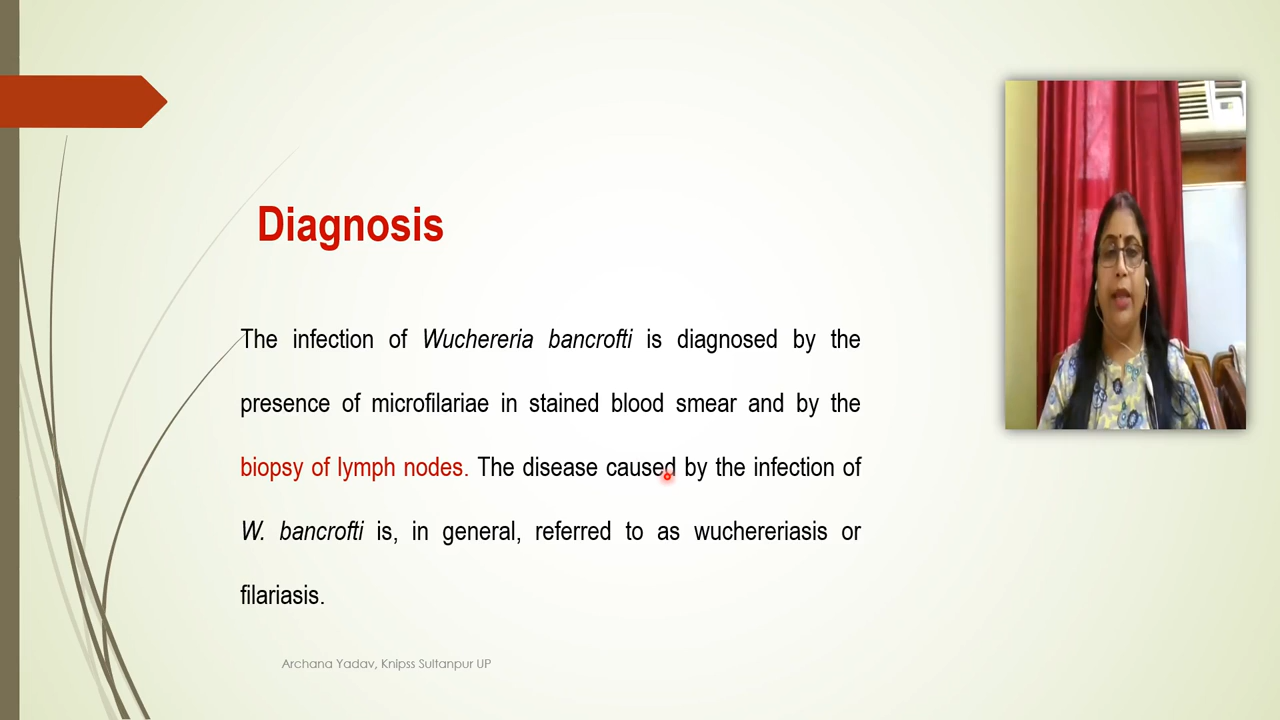 Diagnosis
The infection of Wuchereria bancrofti is diagnosed by the
presence of microfilariae in stained blood smear and by the
biopsy of lymph nodes. The disease caused by the infection of
W. bancrofti is, in general, referred to as wuchereriasis or
filariasis.
Archana Yadav, Knipss Sultanpur UP